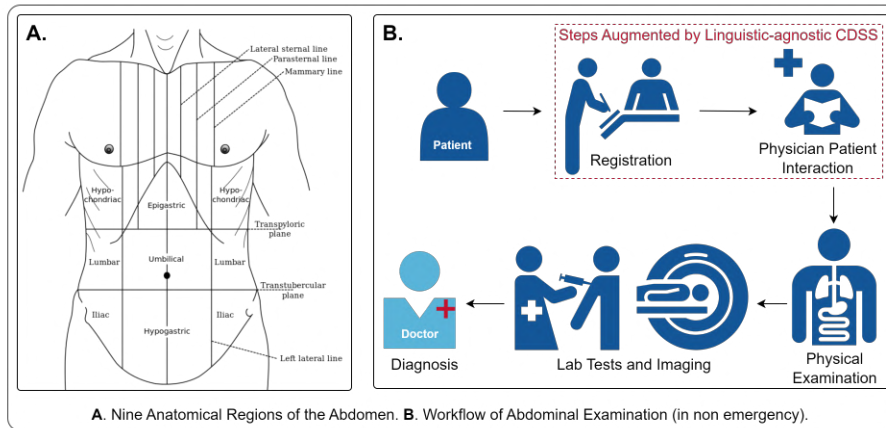 A.
Lateral sternal line
Parasternal line
Mammary line
Hypo-
chondriac
Hypo-
chondriac
Epigastric
Transpyloric
plane
Lumbar
Umbilical
Lumbar
Transtubercular
plane
Iliac
Iliac
Hypogastric
Left lateral line
B.
Steps Augmented by Linguistic-agnostic CDSS
Patient
Registration
Physician Patient
Interaction
Doctor
Diagnosis
Lab Tests and Imaging
Physical
Examination
A. Nine Anatomical Regions of the Abdomen. B. Workflow of Abdominal Examination (in non emergency).